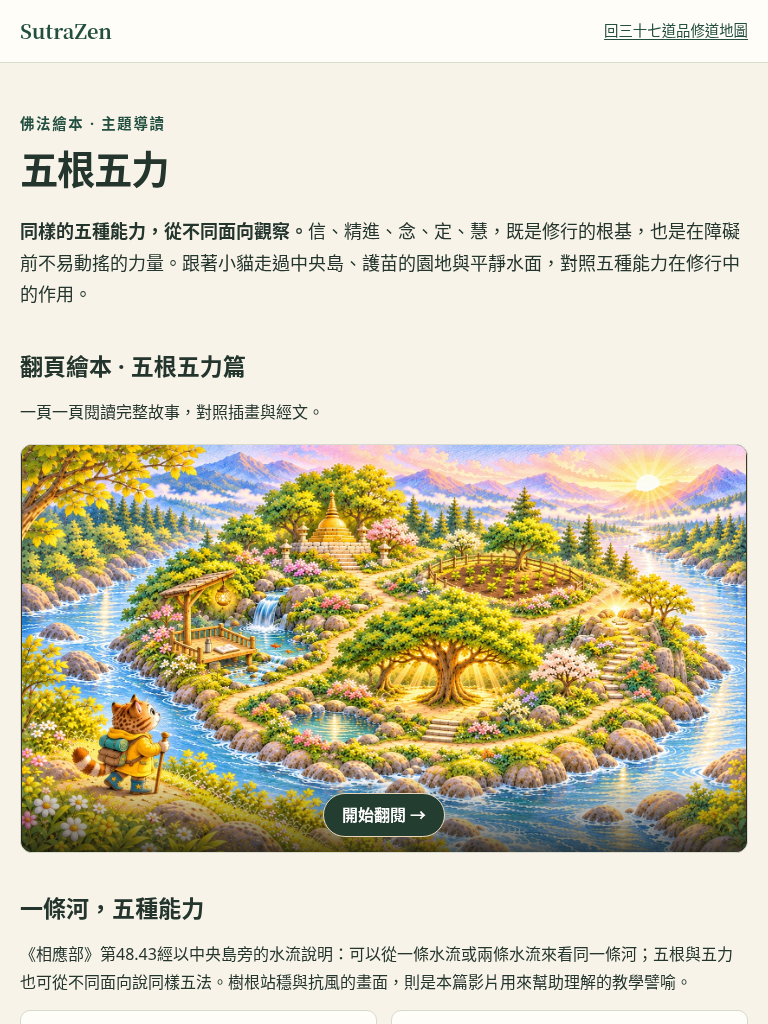 SutraZen
回三十七道品修道地圖
佛法繪本 · 主題導讀
五根五力
同樣的五種能力，從不同面向觀察。信、精進、念、定、慧，既是修行的根基，也是在障礙
前不易動搖的力量。跟著小貓走過中央島、護苗的園地與平靜水面，對照五種能力在修行中
的作用。
翻頁繪本 · 五根五力篇
一頁一頁閱讀完整故事，對照插畫與經文。
開始翻閱 →
一條河，五種能力
《相應部》第48.43經以中央島旁的水流說明：可以從一條水流或兩條水流來看同一條河；五根與五力
也可從不同面向說同樣五法。樹根站穩與抗風的畫面，則是本篇影片用來幫助理解的教學譬喻。